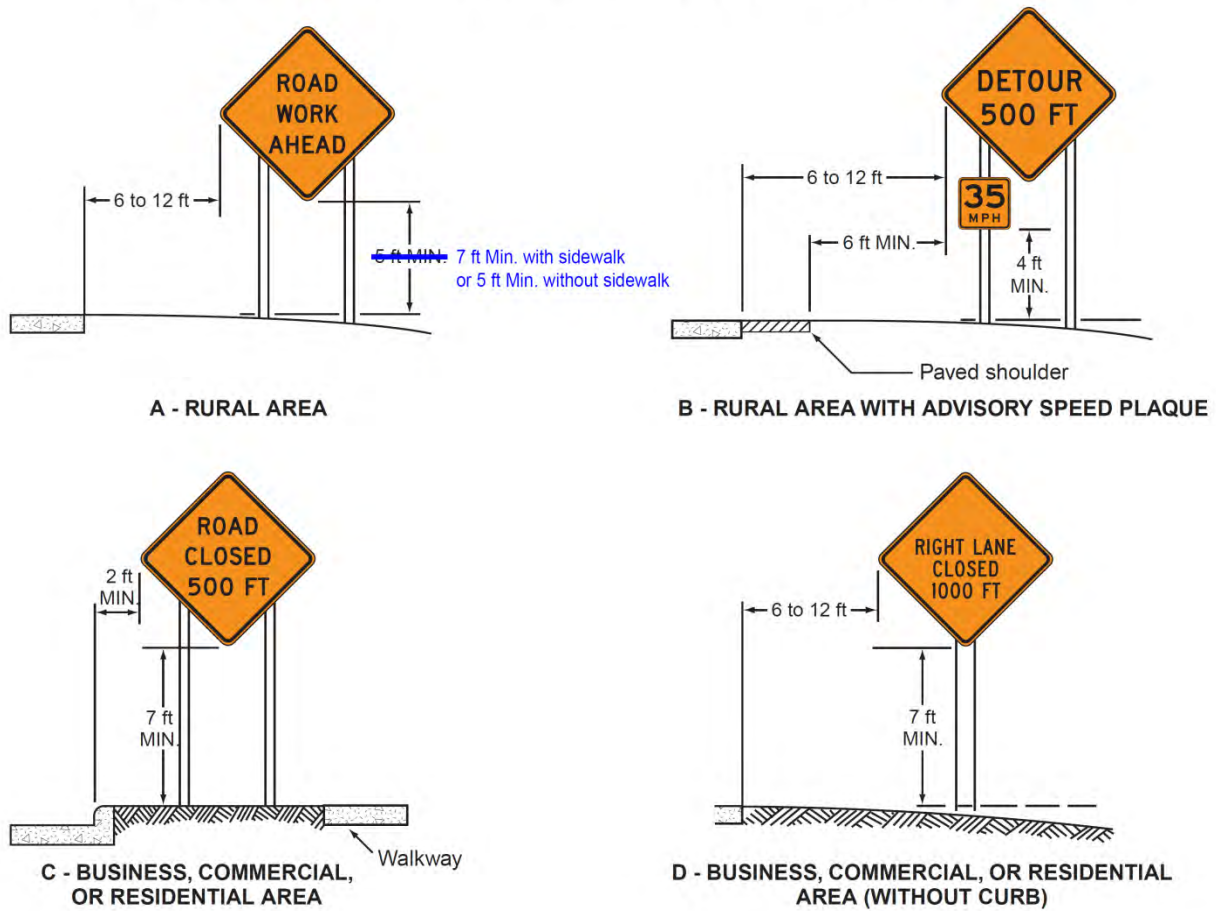 ROAD
WORK
AHEAD
6 to 12 ft
5 ft MIN.
7 ft Min. with sidewalk
or 5 ft Min. without sidewalk
A - RURAL AREA
DETOUR
500 FT
35
MPH
6 to 12 ft
6 ft MIN.
4 ft
MIN.
Paved shoulder
B - RURAL AREA WITH ADVISORY SPEED PLAQUE
ROAD
CLOSED
500 FT
2 ft
MIN.
7 ft
MIN.
Walkway
C - BUSINESS, COMMERCIAL,
OR RESIDENTIAL AREA
RIGHT LANE
CLOSED
1000 FT
6 to 12 ft
7 ft
MIN.
D - BUSINESS, COMMERCIAL, OR RESIDENTIAL
AREA (WITHOUT CURB)